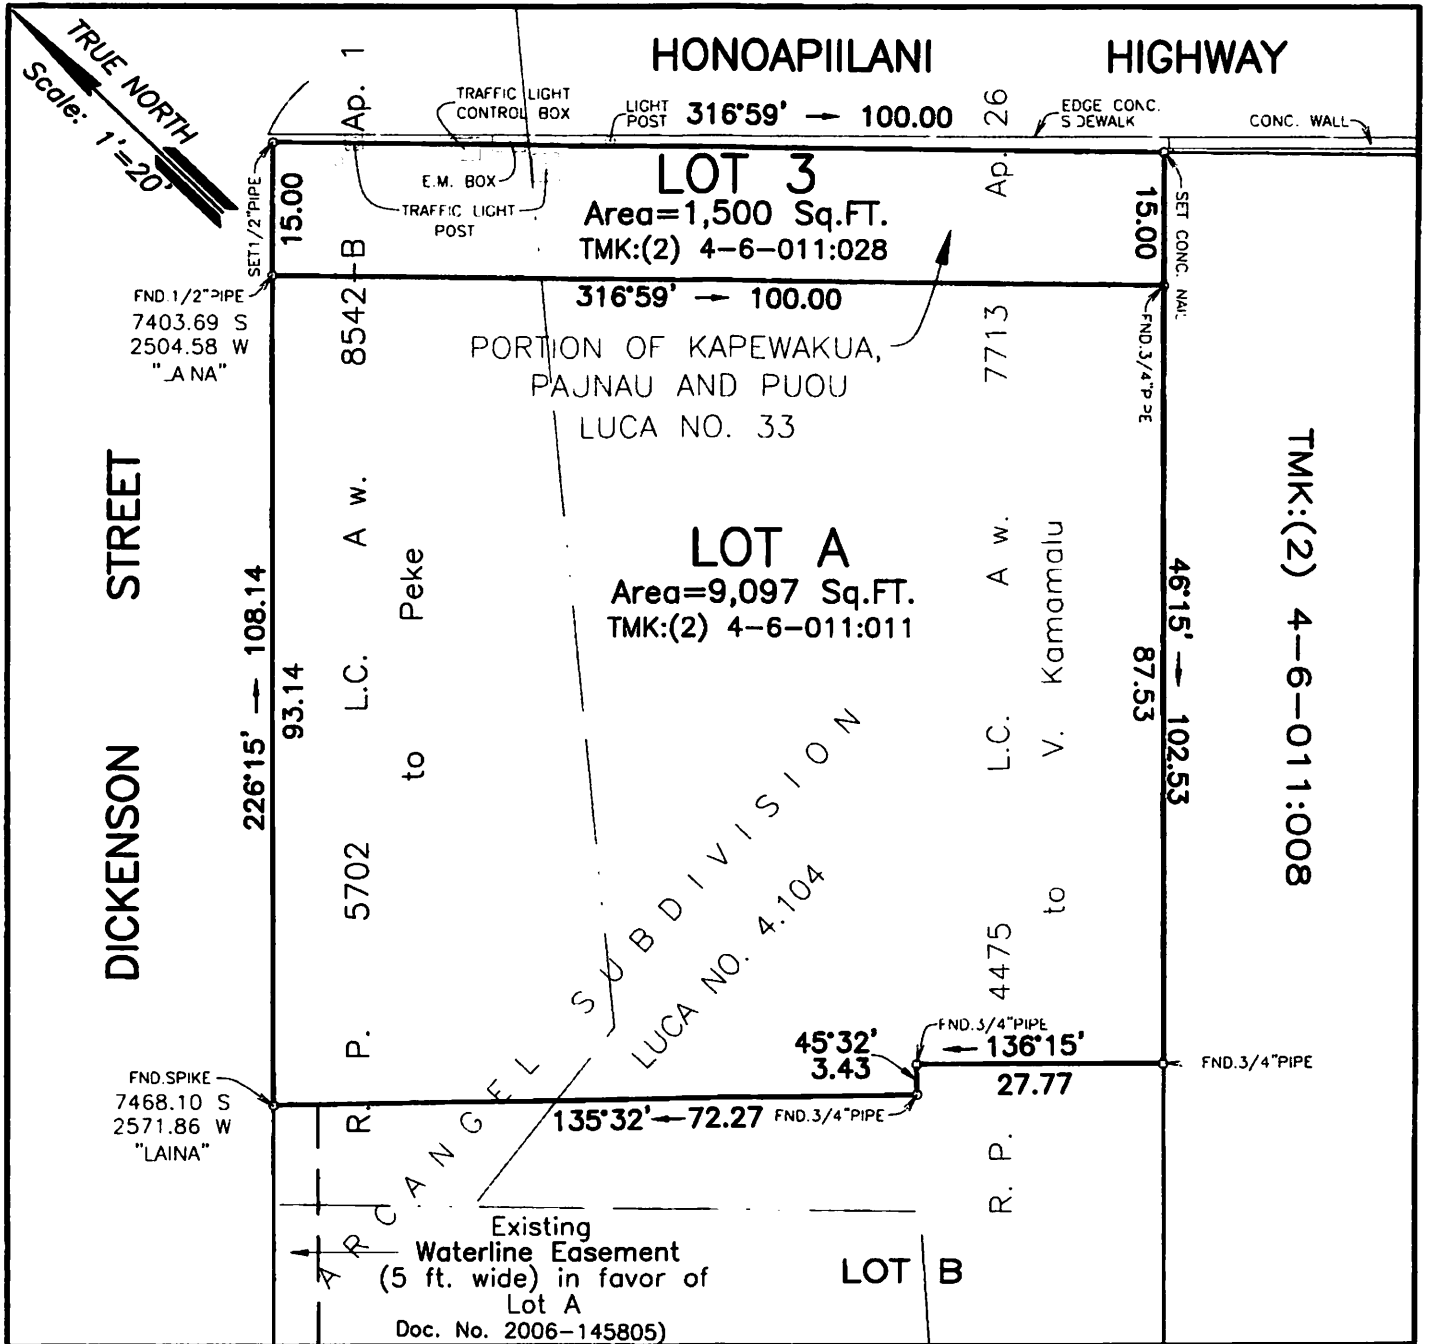 TRUE NORTH
Scale: 1"=20'
HONOAPIILANI HIGHWAY
TRAFFIC LIGHT
CONTROL BOX
LIGHT
POST
316°59' → 100.00
EDGE CONC.
S DEWALK
CONC. WALL
E.M. BOX
TRAFFIC LIGHT
POST
LOT 3
Area=1,500 Sq.FT.
TMK:(2) 4-6-011:028
SET 1/2"PIPE
15.00
15.00
SET CONC. NAIL
316°59' → 100.00
FND.1/2"PIPE
7403.69 S
2504.58 W
"_A NA"
FND.3/4"P PE
PORTION OF KAPEWAKUA,
PAJNAU AND PUOU
LUCA NO. 33
DICKENSON STREET
226°15' → 108.14
93.14
R. P. 5702 L.C. A w. 8542-B Ap. 1
to Peke
LOT A
Area=9,097 Sq.FT.
TMK:(2) 4-6-011:011
R. P. 4475 L.C. A w. 7713 Ap. 26
to V. Kamamalu
87.53
46°15' → 102.53
TMK:(2) 4-6-011:008
ARCANGEL SUBDIVISION
LUCA NO. 4.104
FND.3/4"PIPE
45°32'
3.43
← 136°15'
27.77
FND.3/4"PIPE
FND.SPIKE
7468.10 S
2571.86 W
"LAINA"
135°32' ← 72.27
FND.3/4"PIPE
Existing
Waterline Easement
(5 ft. wide) in favor of
Lot A
Doc. No. 2006-145805)
LOT B